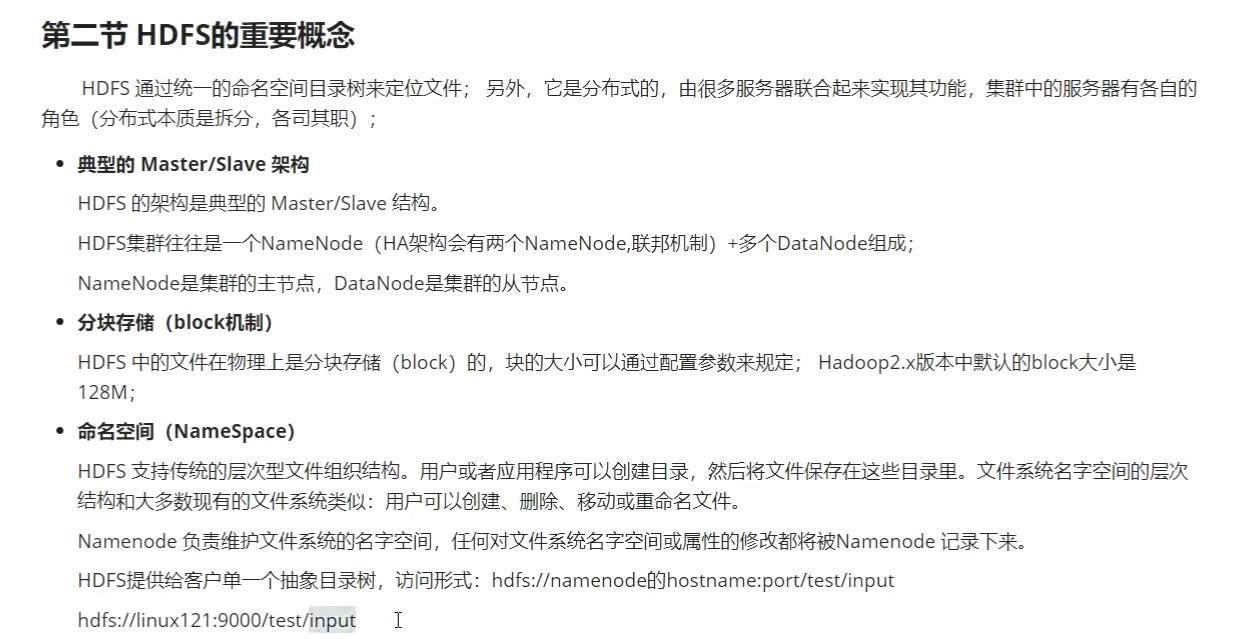 第二节 HDFS的重要概念
HDFS 通过统一的命名空间目录树来定位文件； 另外，它是分布式的，由很多服务器联合起来实现其功能，集群中的服务器有各自的
角色（分布式本质是拆分，各司其职）；
• 典型的 Master/Slave 架构
HDFS 的架构是典型的 Master/Slave 结构。
HDFS集群往往是一个NameNode（HA架构会有两个NameNode,联邦机制）+多个DataNode组成；
NameNode是集群的主节点，DataNode是集群的从节点。
• 分块存储（block机制）
HDFS 中的文件在物理上是分块存储（block）的，块的大小可以通过配置参数来规定； Hadoop2.x版本中默认的block大小是
128M；
• 命名空间（NameSpace）
HDFS 支持传统的层次型文件组织结构。用户或者应用程序可以创建目录，然后将文件保存在这些目录里。文件系统名字空间的层次
结构和大多数现有的文件系统类似：用户可以创建、删除、移动或重命名文件。
Namenode 负责维护文件系统的名字空间，任何对文件系统名字空间或属性的修改都将被Namenode 记录下来。
HDFS提供给客户单一个抽象目录树，访问形式：hdfs://namenode的hostname:port/test/input
hdfs://linux121:9000/test/input